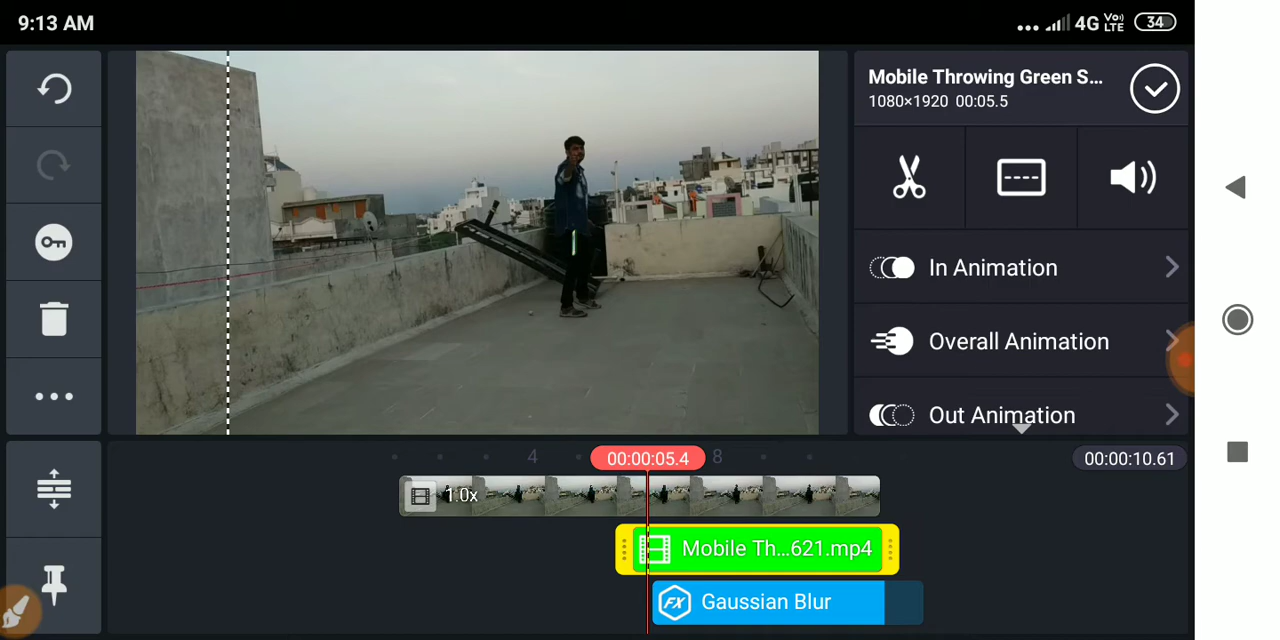 9:13 AM
4G VoLTE 34
Mobile Throwing Green S...
1080×1920 00:05.5
In Animation
Overall Animation
Out Animation
4
00:00:05.4
8
00:00:10.61
1.0x
Mobile Th...621.mp4
FX Gaussian Blur